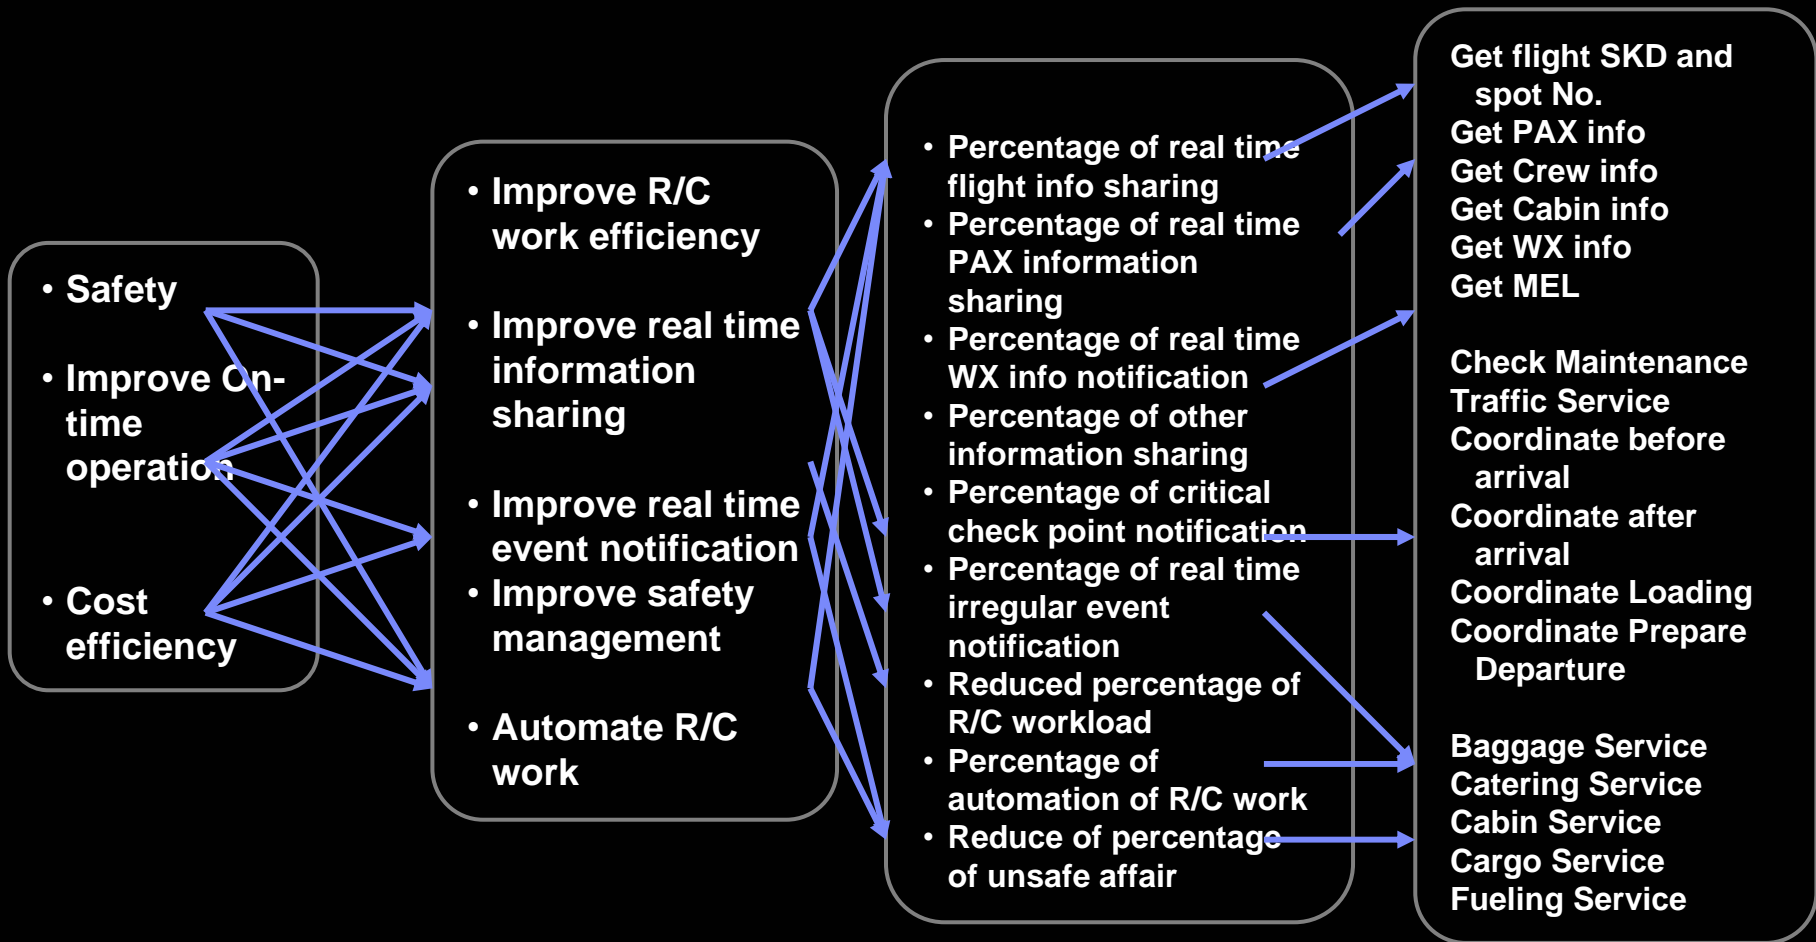 • Safety
• Improve On-
time
operation
• Cost
efficiency
• Improve R/C
work efficiency
• Improve real time
information
sharing
• Improve real time
event notification
• Improve safety
management
• Automate R/C
work
• Percentage of real time
flight info sharing
• Percentage of real time
PAX information
sharing
• Percentage of real time
WX info notification
• Percentage of other
information sharing
• Percentage of critical
check point notification
• Percentage of real time
irregular event
notification
• Reduced percentage of
R/C workload
• Percentage of
automation of R/C work
• Reduce of percentage
of unsafe affair
Get flight SKD and
spot No.
Get PAX info
Get Crew info
Get Cabin info
Get WX info
Get MEL
Check Maintenance
Traffic Service
Coordinate before
arrival
Coordinate after
arrival
Coordinate Loading
Coordinate Prepare
Departure
Baggage Service
Catering Service
Cabin Service
Cargo Service
Fueling Service